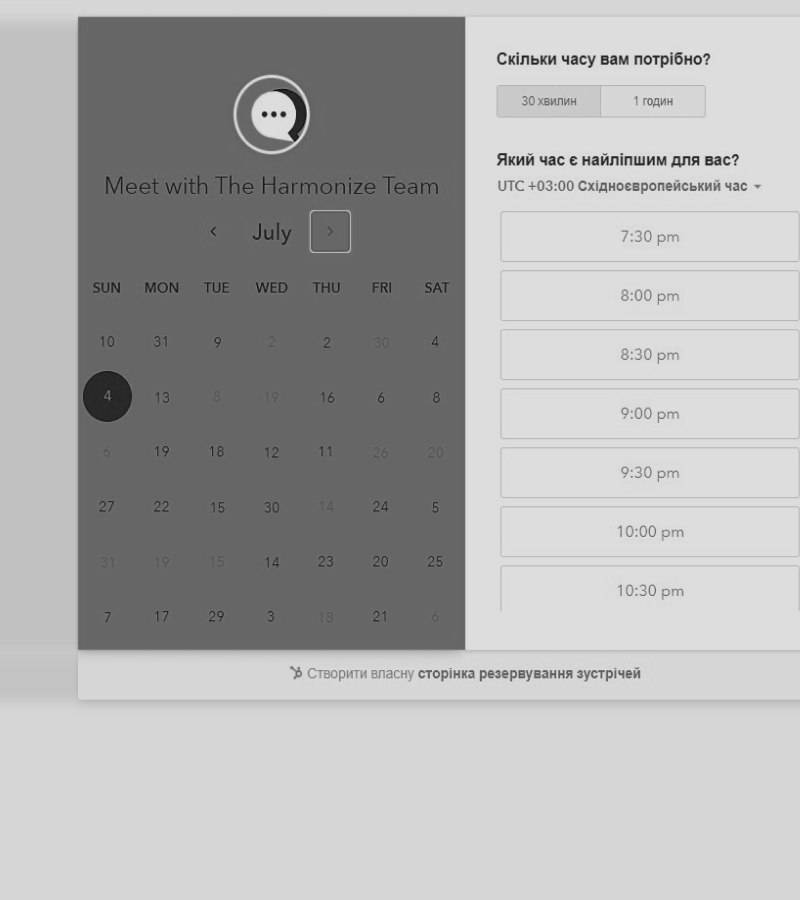 Meet with The Harmonize Team
July
SUN MON TUE WED THU FRI SAT
10 31 9 2 2 30 4
4 13 8 19 16 6 8
6 19 18 12 11 26 20
27 22 15 30 14 24 5
31 19 15 14 23 20 25
7 17 29 3 18 21 6
Скільки часу вам потрібно?
30 хвилин 1 годин
Який час є найліпшим для вас?
UTC +03:00 Східноєвропейський час
7:30 pm
8:00 pm
8:30 pm
9:00 pm
9:30 pm
10:00 pm
10:30 pm
Створити власну сторінка резервування зустрічей